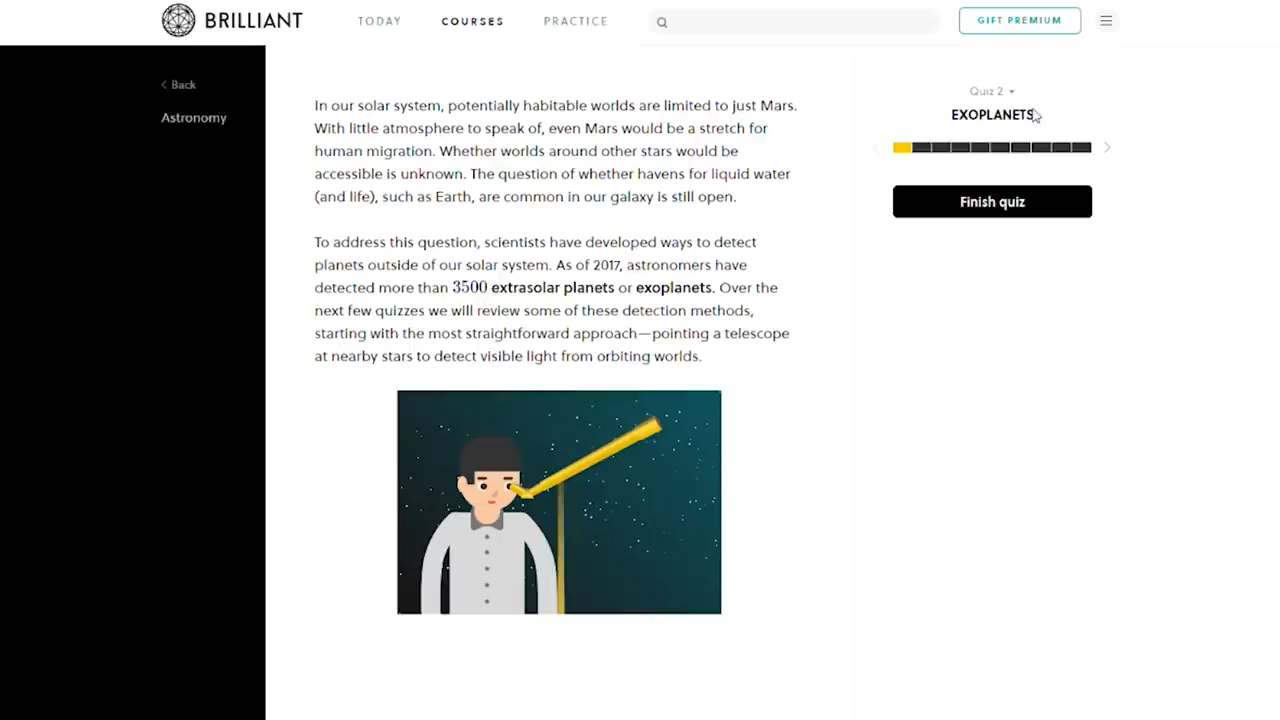 BRILLIANT
TODAY
COURSES
PRACTICE
GIFT PREMIUM
Back
Astronomy
In our solar system, potentially habitable worlds are limited to just Mars.
With little atmosphere to speak of, even Mars would be a stretch for
human migration. Whether worlds around other stars would be
accessible is unknown. The question of whether havens for liquid water
(and life), such as Earth, are common in our galaxy is still open.
To address this question, scientists have developed ways to detect
planets outside of our solar system. As of 2017, astronomers have
detected more than 3500 extrasolar planets or exoplanets. Over the
next few quizzes we will review some of these detection methods,
starting with the most straightforward approach—pointing a telescope
at nearby stars to detect visible light from orbiting worlds.
Quiz 2
EXOPLANETS
Finish quiz